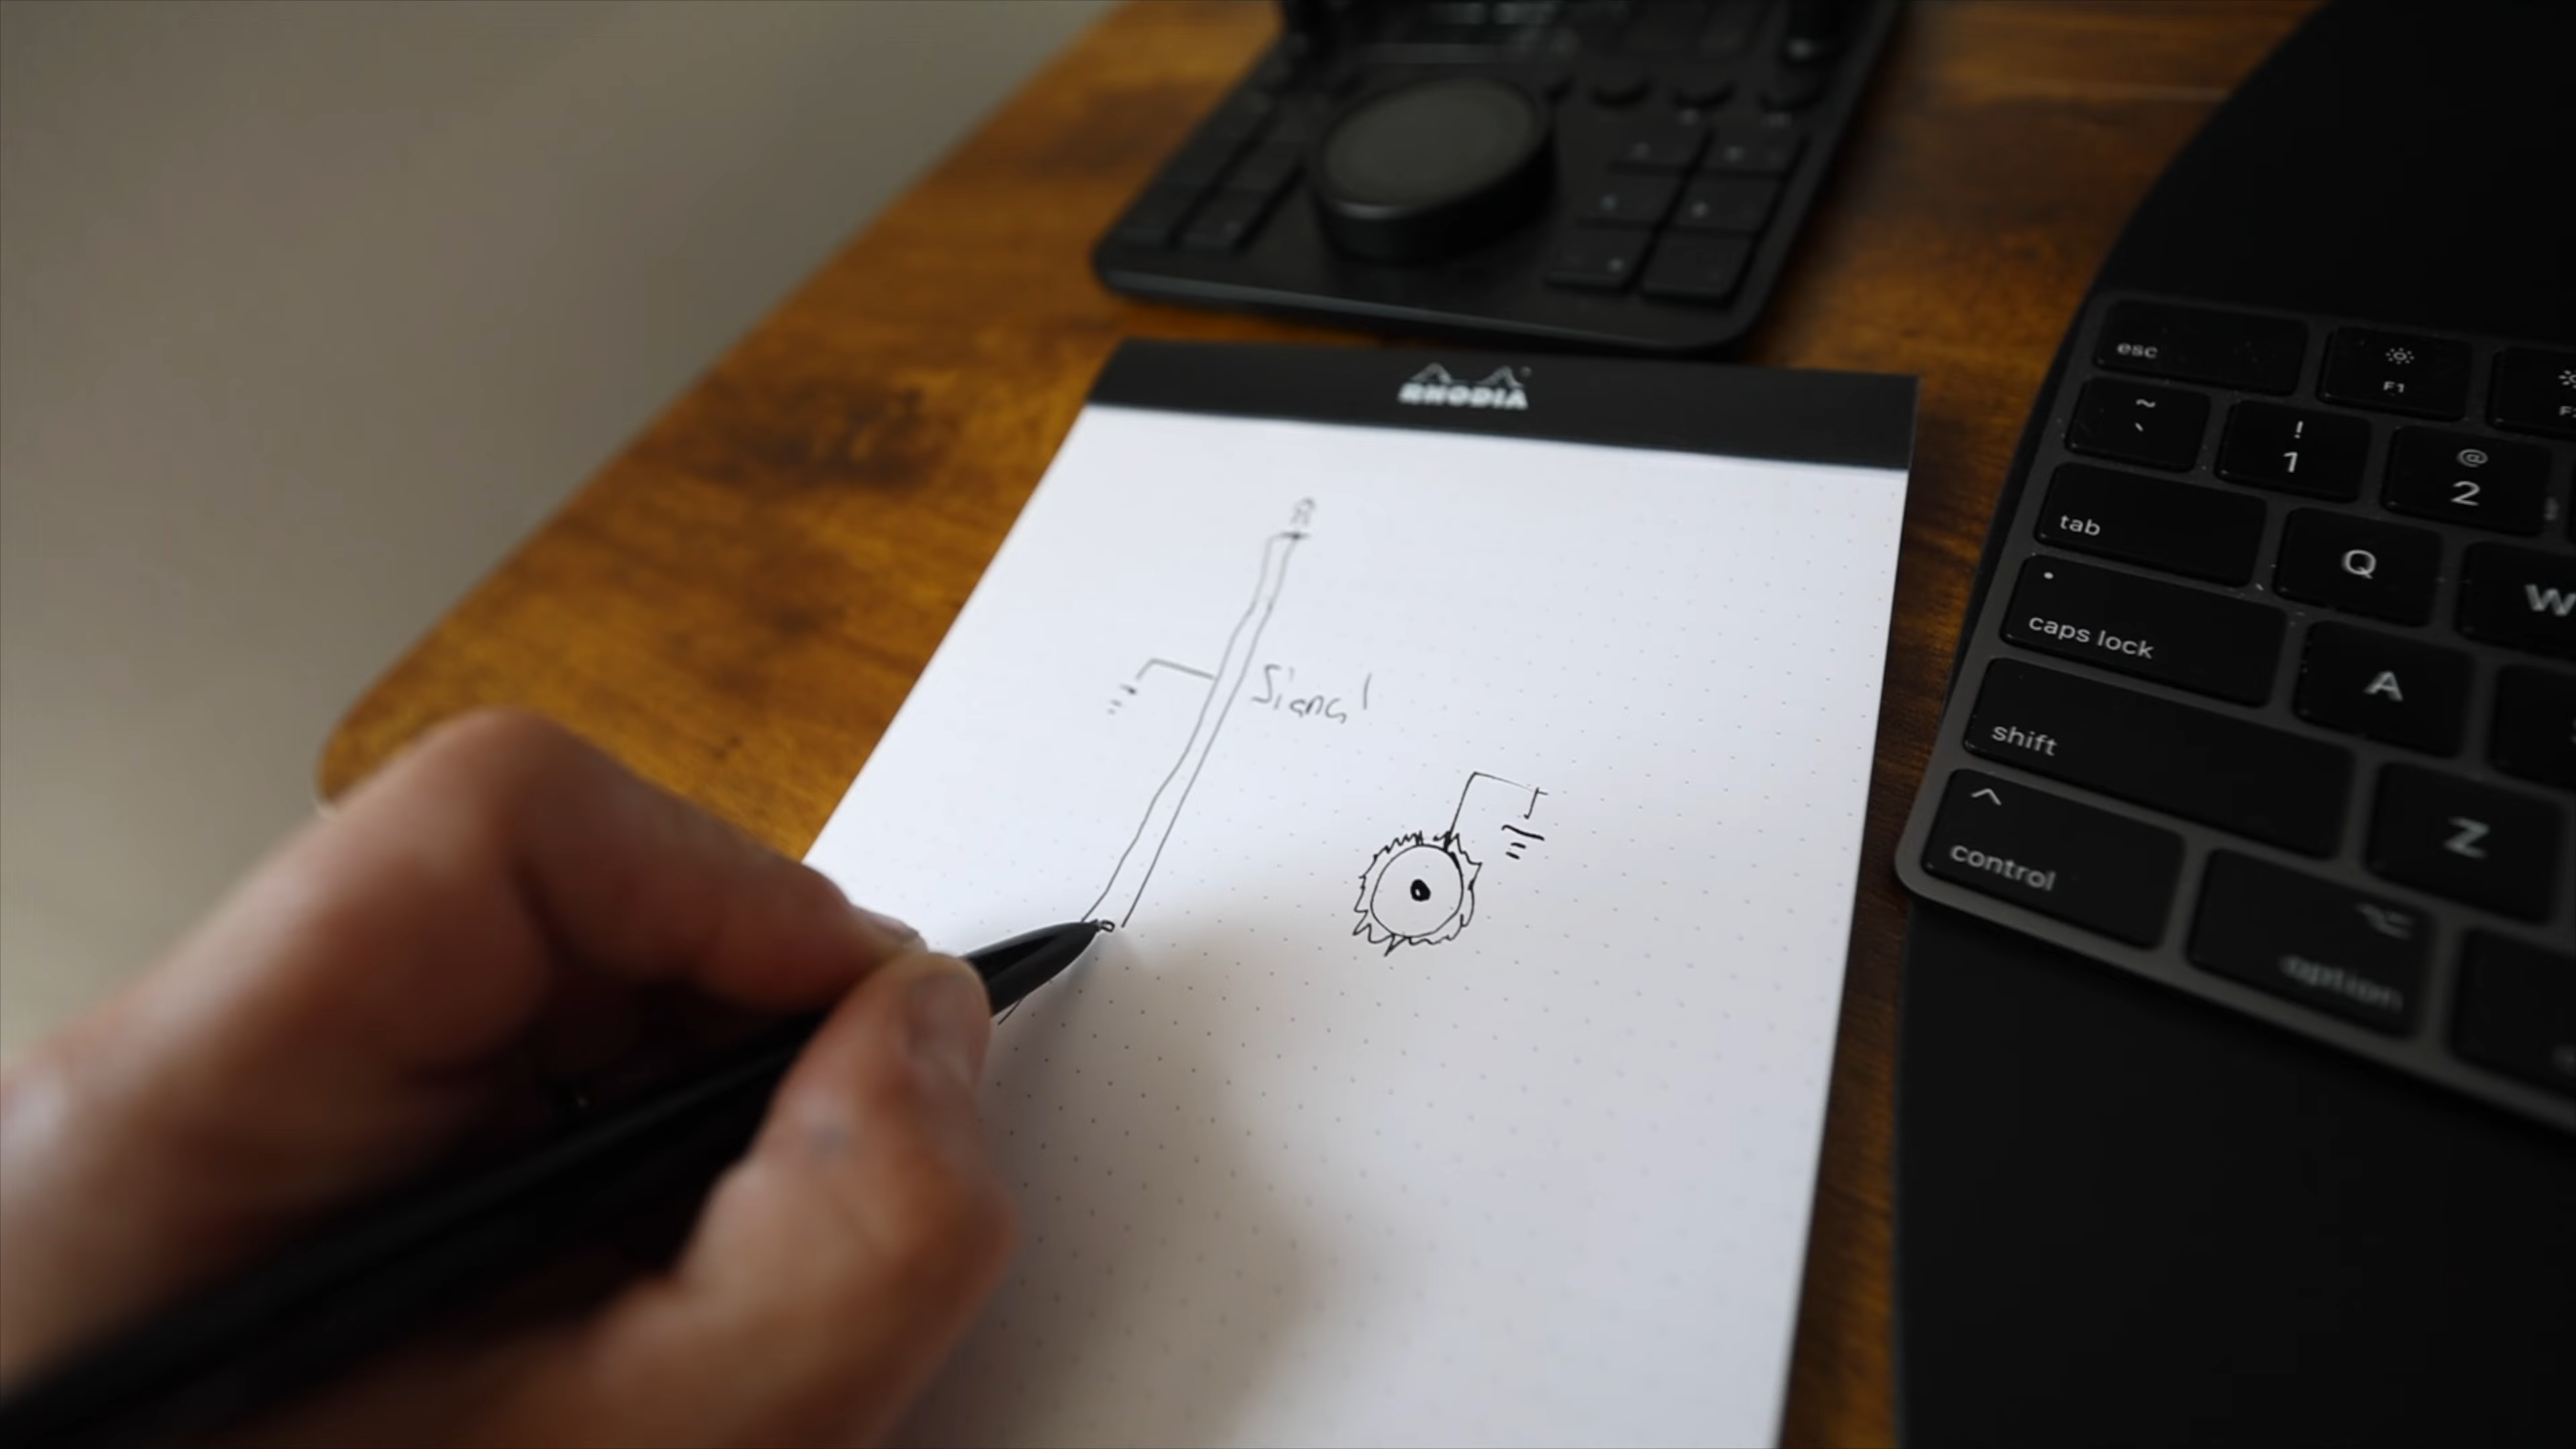 RHODIA
Signal
esc
F1
~
`
!
1
@
2
tab
Q
W
caps lock
A
shift
Z
^
control
option